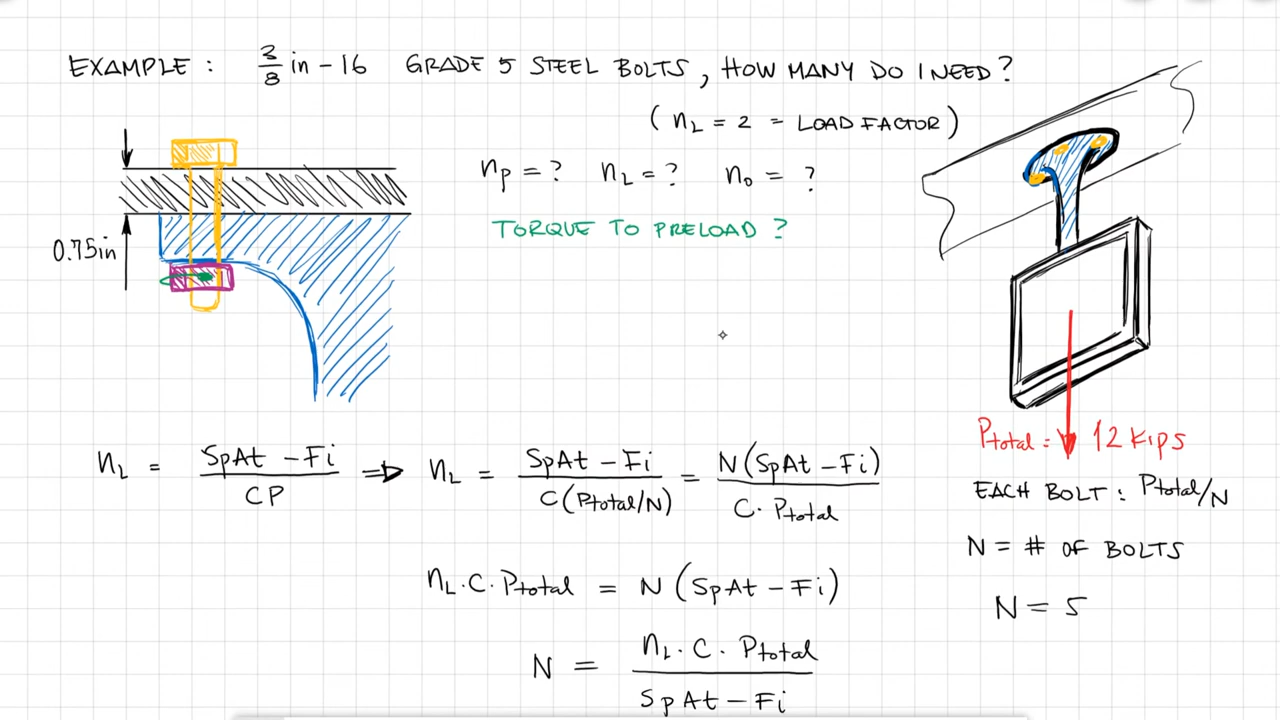 EXAMPLE : 3/8 in - 16 GRADE 5 STEEL BOLTS, HOW MANY DO I NEED?
(nL = 2 = LOAD FACTOR)
np = ? nL = ? no = ?
TORQUE TO PRELOAD ?
0.75in
Ptotal = 12 Kips
EACH BOLT : Ptotal/N
N = # OF BOLTS
N = 5
nL = SpAt - Fi / CP => nL = SpAt - Fi / C(Ptotal/N) = N(SpAt - Fi) / C · Ptotal
nL · C · Ptotal = N (SpAt - Fi)
N = nL · C · Ptotal / SpAt - Fi